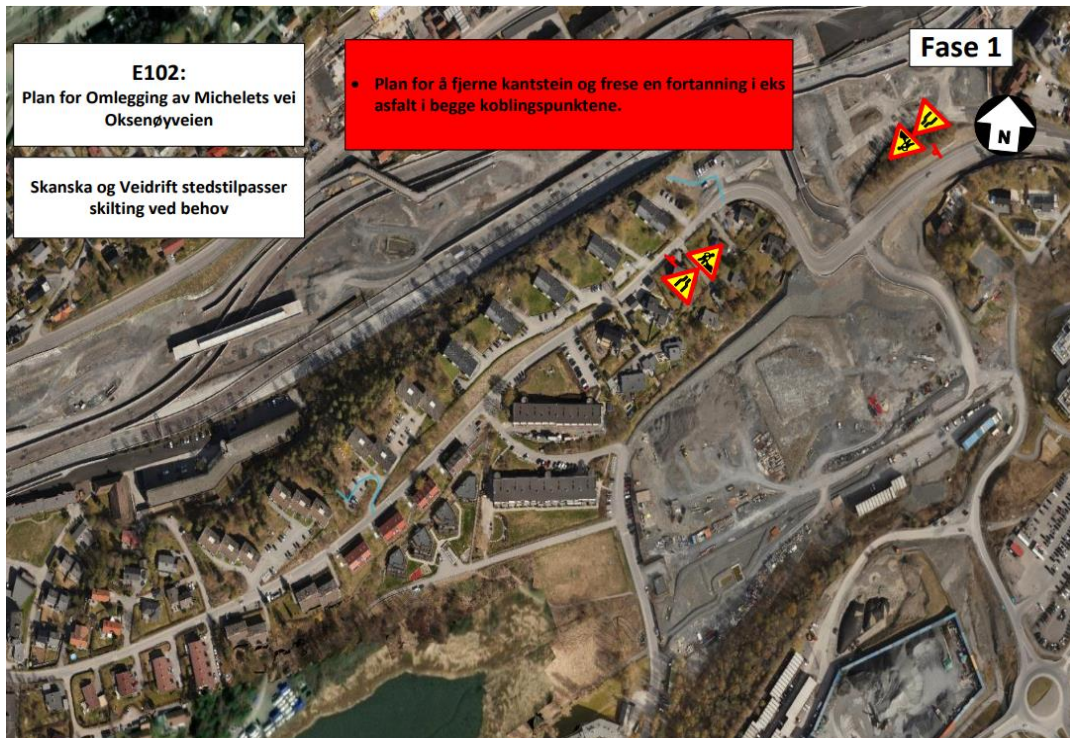 E102:
Plan for Omlegging av Michelets vei
Oksenøyveien
Skanska og Veidrift stedstilpasser
skilting ved behov
• Plan for å fjerne kantstein og frese en fortanning i eks
asfalt i begge koblingspunktene.
Fase 1
N